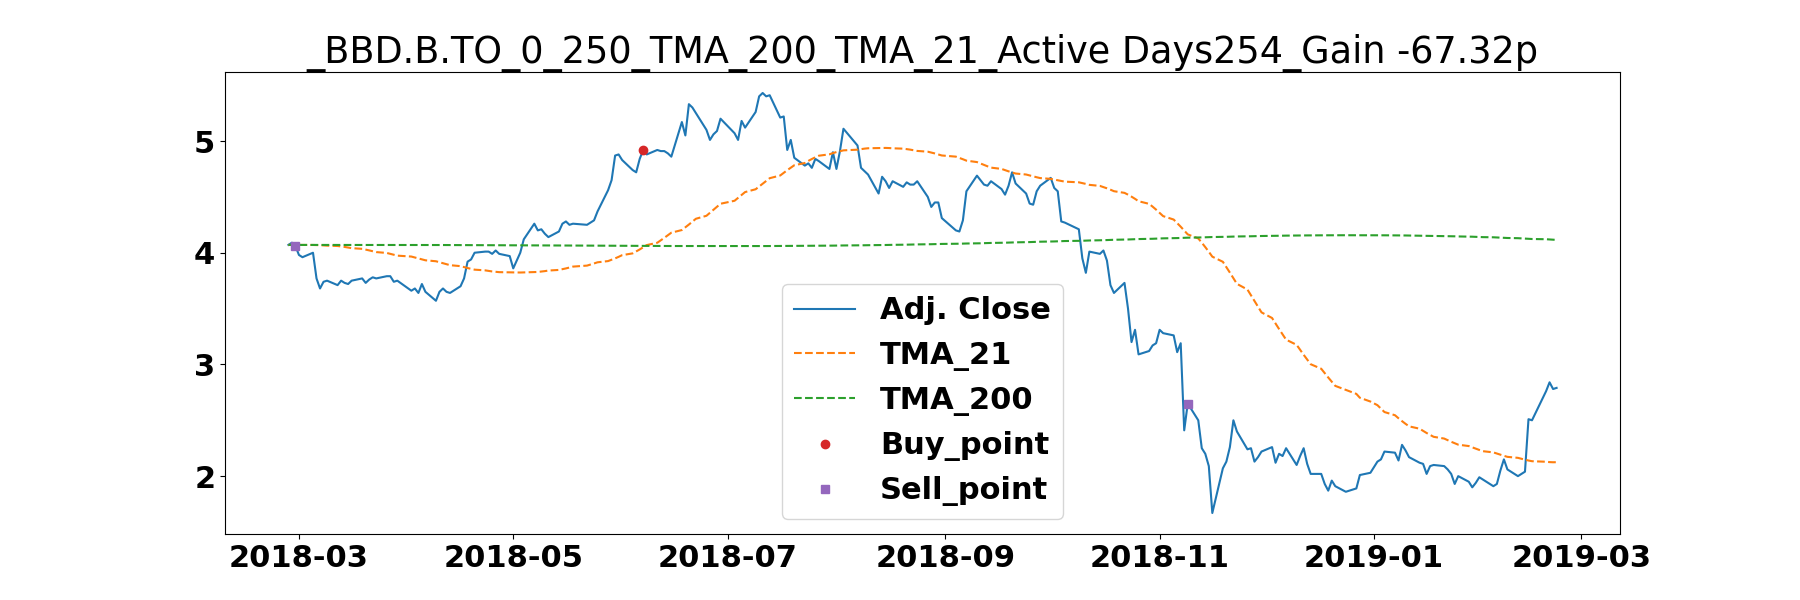 _BBD.B.TO_0_250_TMA_200_TMA_21_Active Days254_Gain -67.32p
5
4
3
2
Adj. Close
TMA_21
TMA_200
Buy_point
Sell_point
2018-03 2018-05 2018-07 2018-09 2018-11 2019-01 2019-03